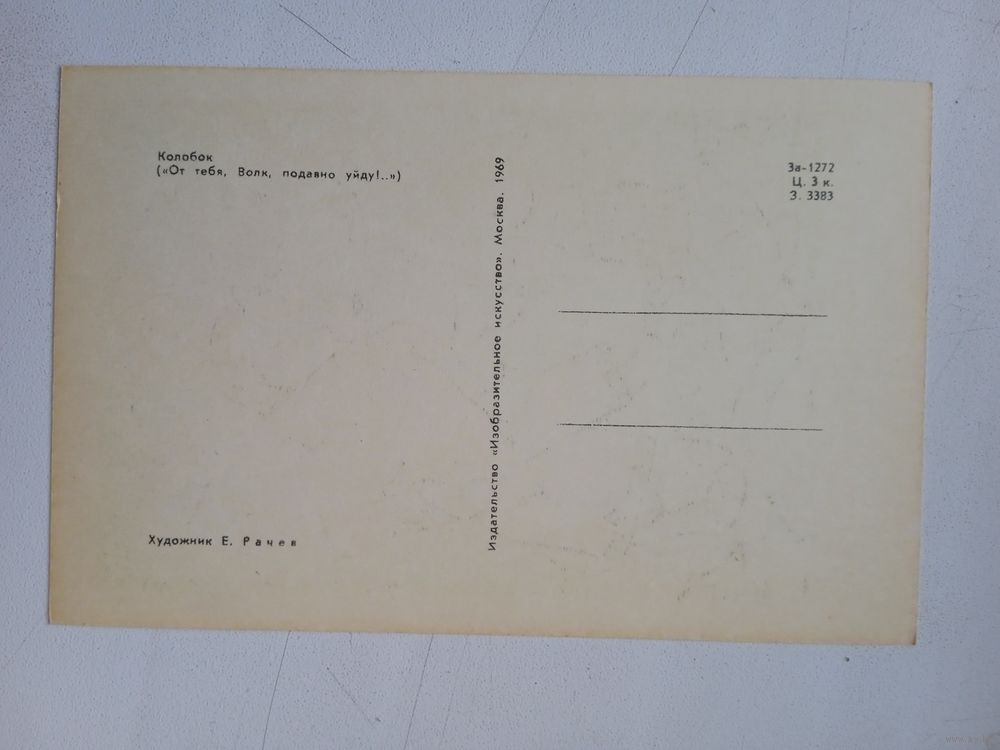 Колобок
(«От тебя, Волк, подавно уйду!..»)
Художник Е. Рачев
Издательство «Изобразительное искусство». Москва. 1969
3а-1272
Ц. 3 к.
З. 3383